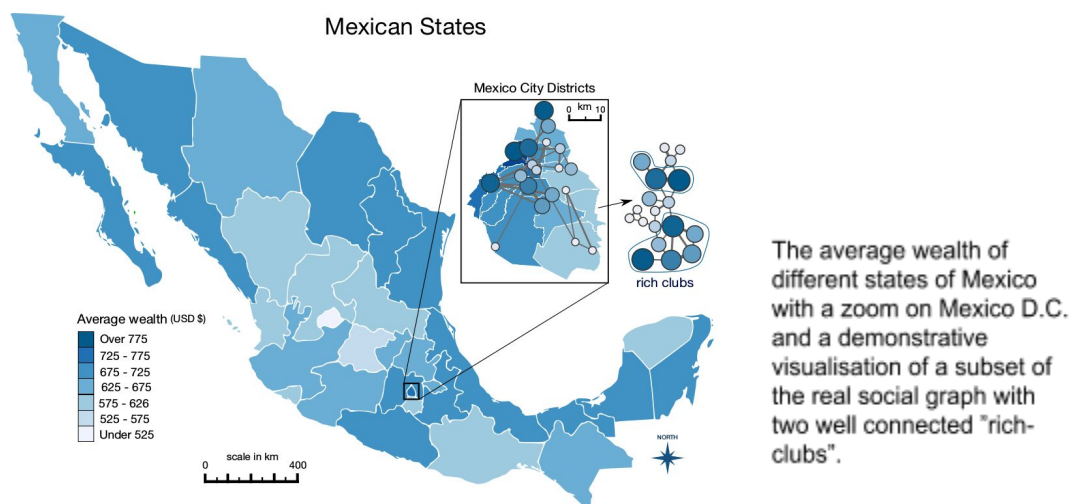 Mexican States
Mexico City Districts
0 km 10
rich clubs
Average wealth (USD $)
Over 775
725 - 775
675 - 725
625 - 675
575 - 626
525 - 575
Under 525
scale in km
0 400
NORTH
The average wealth of
different states of Mexico
with a zoom on Mexico D.C.
and a demonstrative
visualisation of a subset of
the real social graph with
two well connected "rich-
clubs".